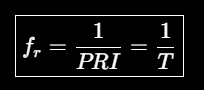 f_r = 1/PRI = 1/T